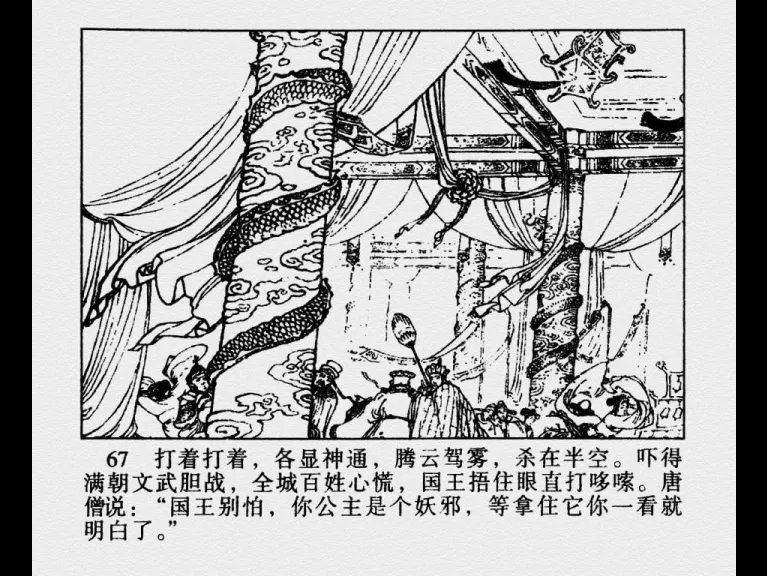 67 打着打着，各显神通，腾云驾雾，杀在半空。吓得
满朝文武胆战，全城百姓心慌，国王捂住眼直打哆嗦。唐
僧说：“国王别怕，你公主是个妖邪，等拿住它你一看就
明白了。”